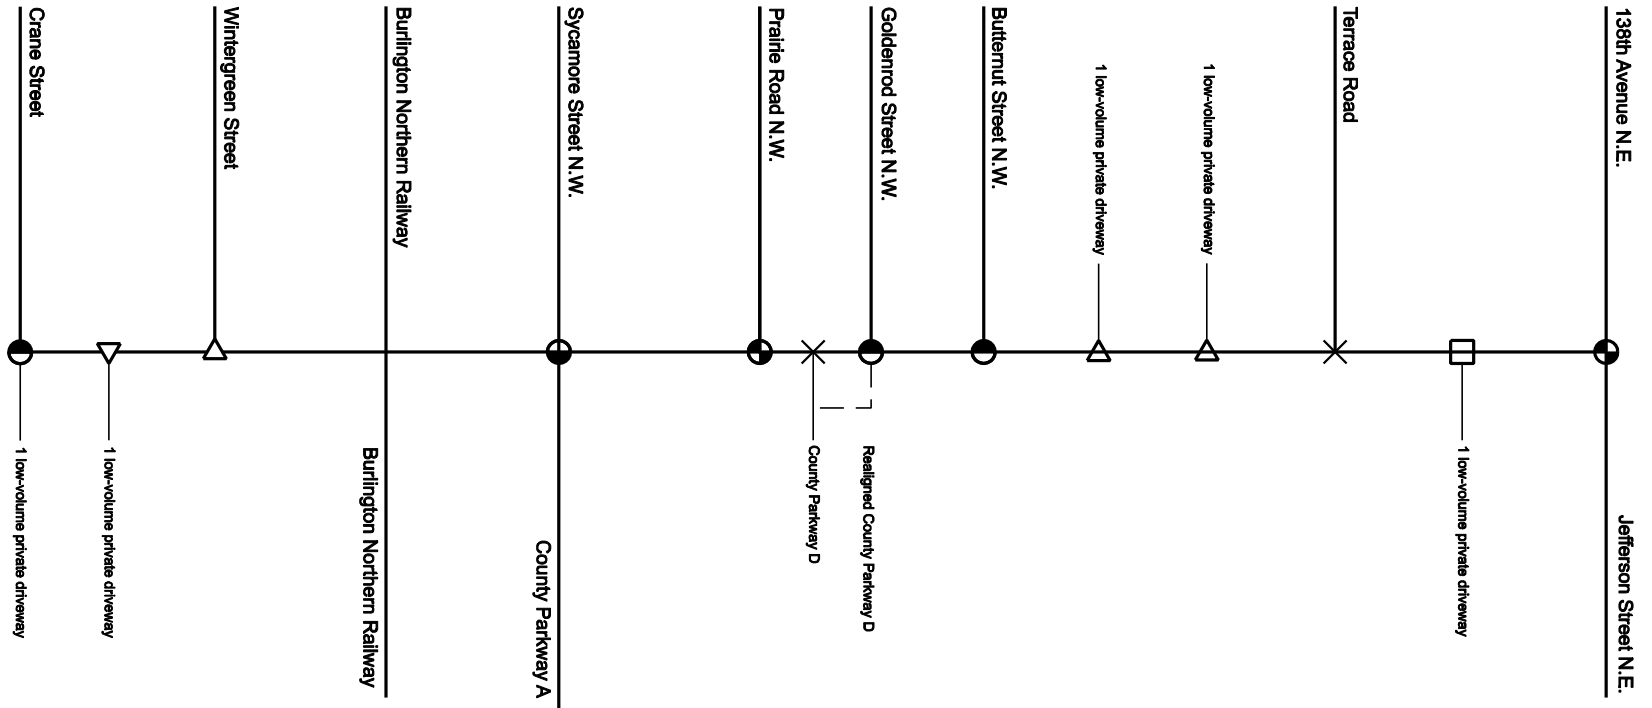 Crane Street
Wintergreen Street
Burlington Northern Railway
Sycamore Street N.W.
Prairie Road N.W.
Goldenrod Street N.W.
Butternut Street N.W.
1 low-volume private driveway
1 low-volume private driveway
Terrace Road
138th Avenue N.E.
1 low-volume private driveway
1 low-volume private driveway
Burlington Northern Railway
County Parkway A
County Parkway D
Realigned County Parkway D
1 low-volume private driveway
Jefferson Street N.E.